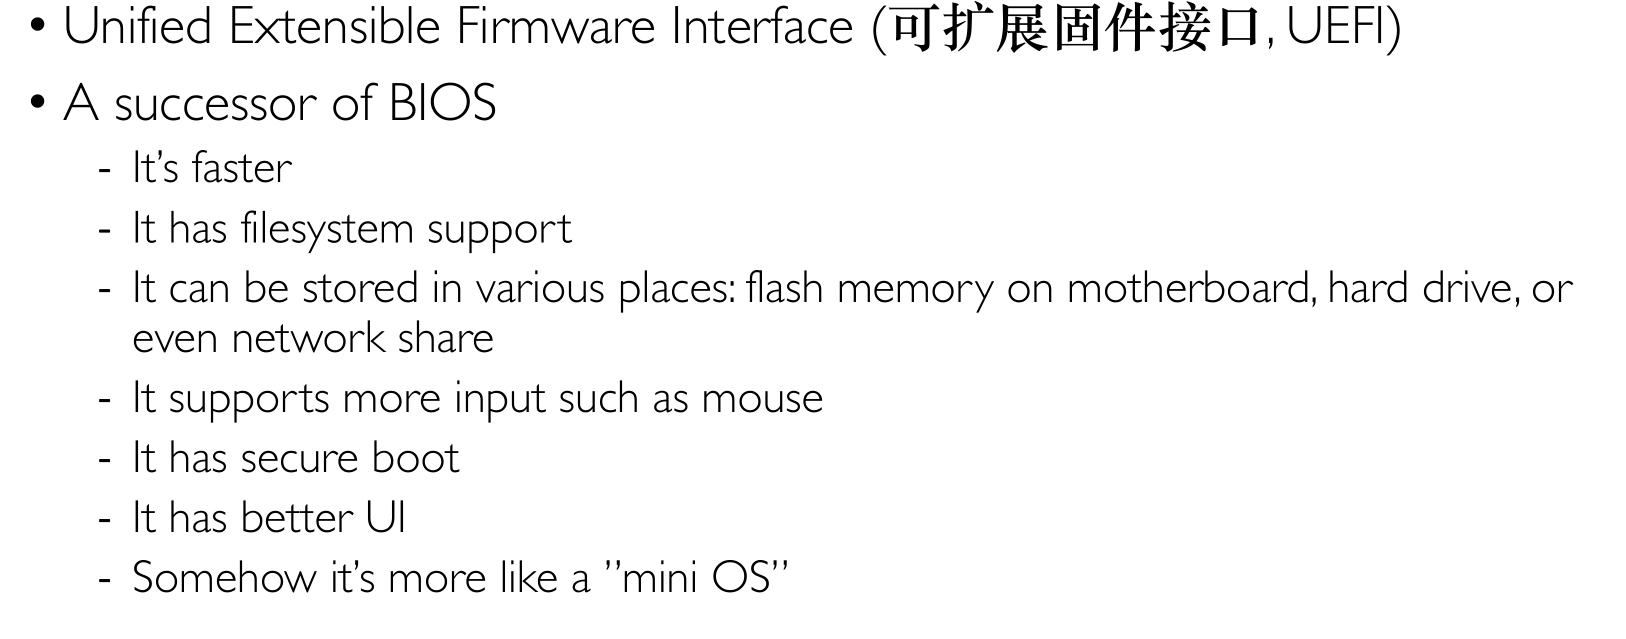 • Unified Extensible Firmware Interface (可扩展固件接口, UEFI)
• A successor of BIOS
- It’s faster
- It has filesystem support
- It can be stored in various places: flash memory on motherboard, hard drive, or
even network share
- It supports more input such as mouse
- It has secure boot
- It has better UI
- Somehow it’s more like a ”mini OS”